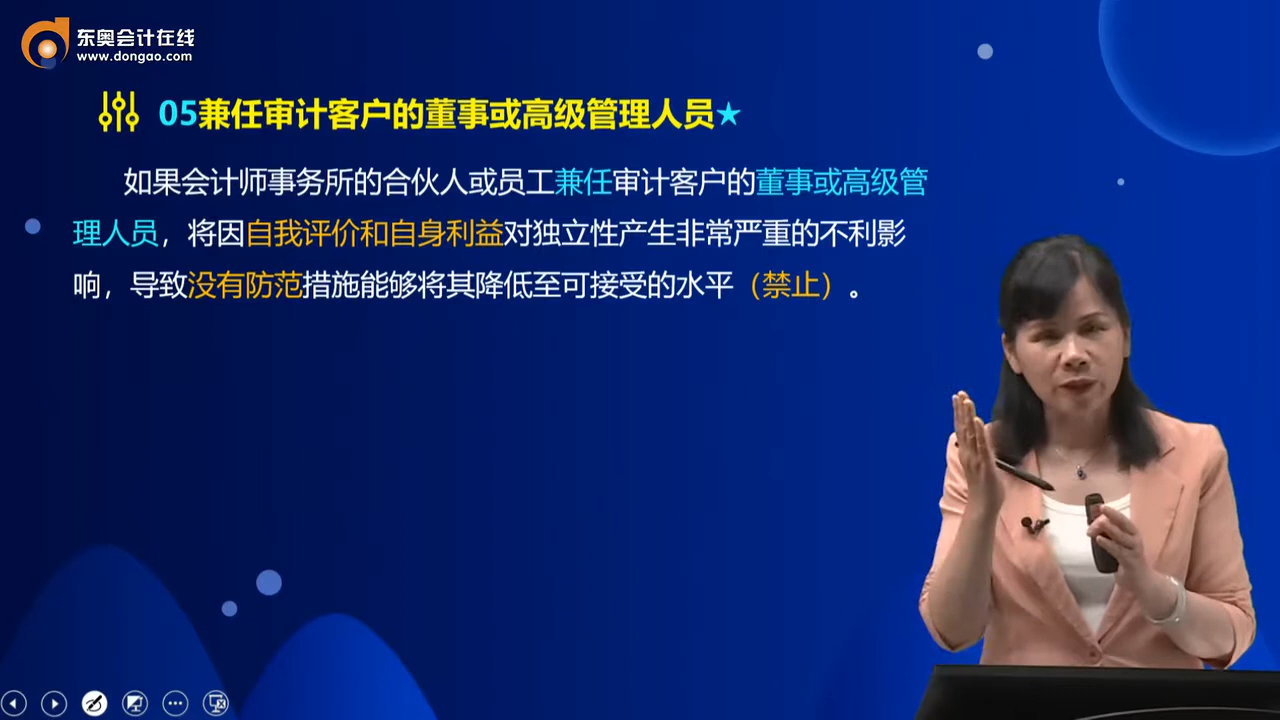 东奥会计在线
www.dongao.com
05兼任审计客户的董事或高级管理人员★
如果会计师事务所的合伙人或员工兼任审计客户的董事或高级管
理人员，将因自我评价和自身利益对独立性产生非常严重的不利影
响，导致没有防范措施能够将其降低至可接受的水平（禁止）。